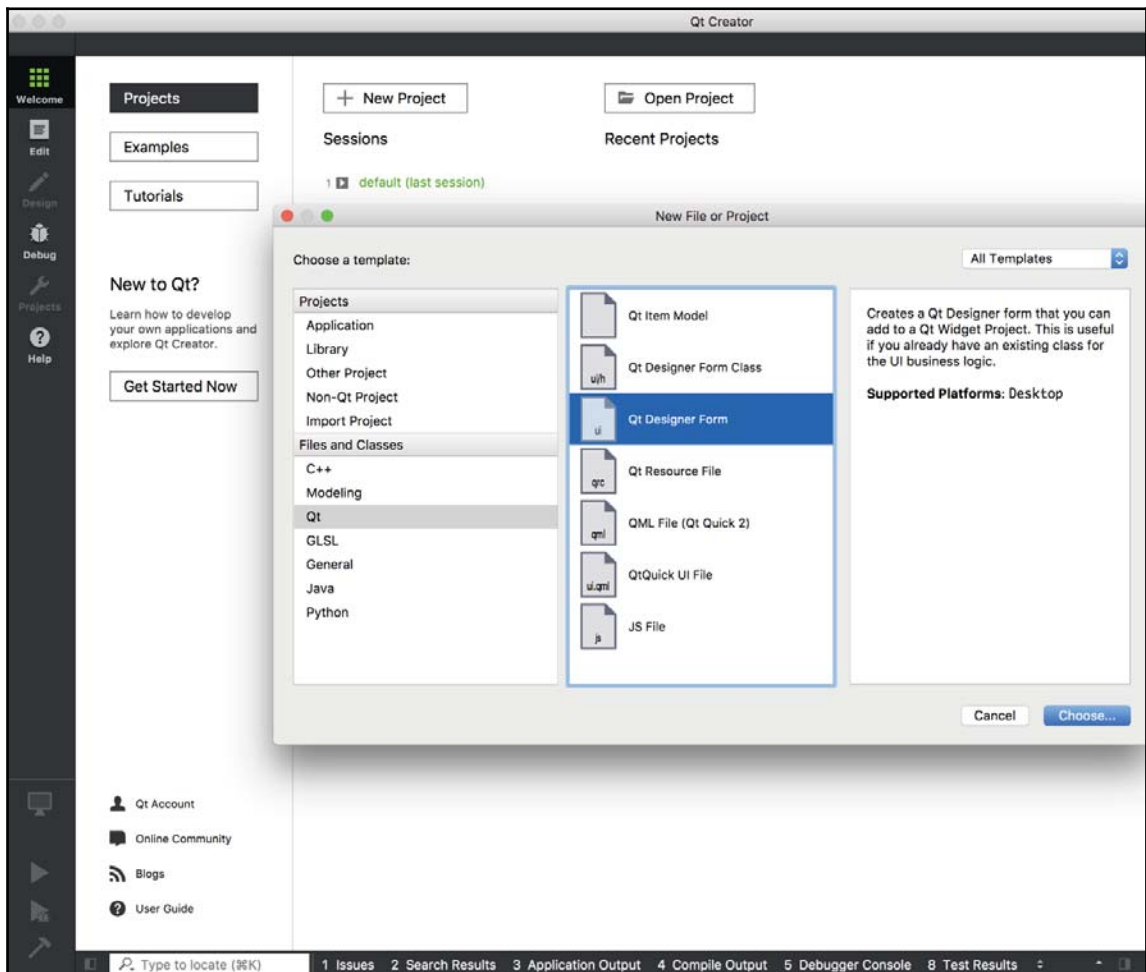 Qt Creator
Welcome
Edit
Design
Debug
Projects
Help
Projects
Examples
Tutorials
New to Qt?
Learn how to develop
your own applications and
explore Qt Creator.
Get Started Now
Qt Account
Online Community
Blogs
User Guide
New Project
Open Project
Sessions
Recent Projects
1 default (last session)
New File or Project
Choose a template:
All Templates
Projects
Application
Library
Other Project
Non-Qt Project
Import Project
Files and Classes
C++
Modeling
Qt
GLSL
General
Java
Python
Qt Item Model
ui/h
Qt Designer Form Class
ui
Qt Designer Form
qrc
Qt Resource File
qml
QML File (Qt Quick 2)
ui.qml
QtQuick UI File
js
JS File
Creates a Qt Designer form that you can
add to a Qt Widget Project. This is useful
if you already have an existing class for
the UI business logic.
Supported Platforms: Desktop
Cancel
Choose...
Type to locate (⌘K)
1 Issues 2 Search Results 3 Application Output 4 Compile Output 5 Debugger Console 8 Test Results